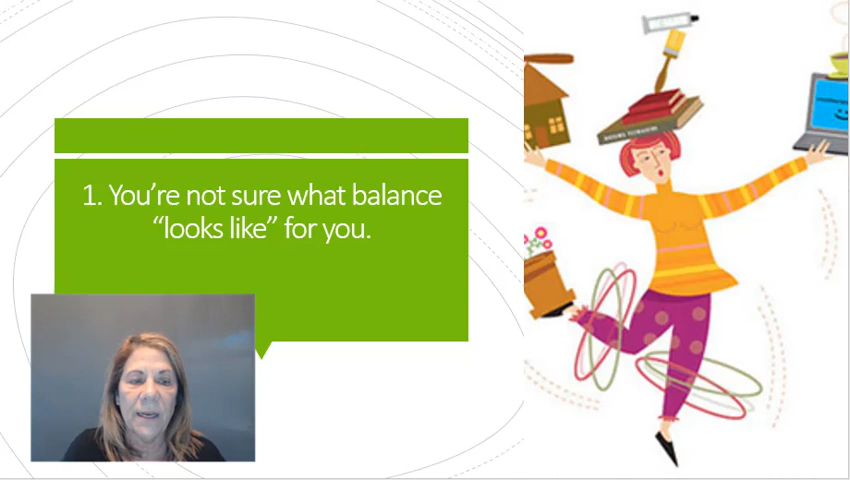 1. You’re not sure what balance
“looks like” for you.